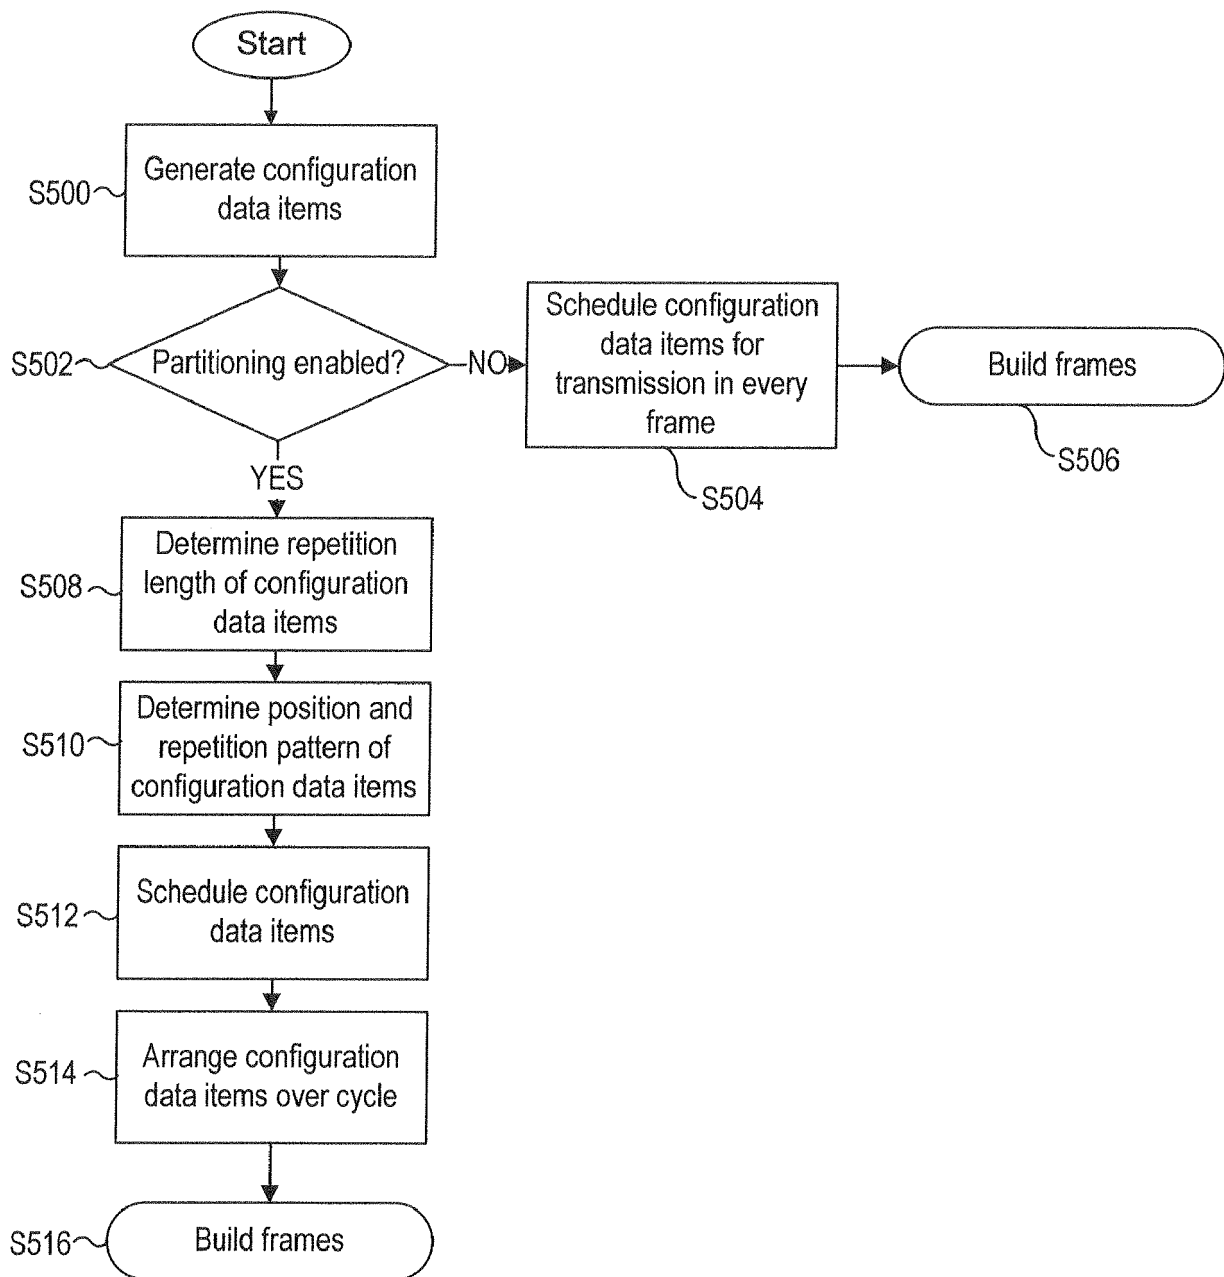 Start
S500
Generate configuration
data items
S502
Partitioning enabled?
NO
Schedule configuration
data items for
transmission in every
frame
S504
Build frames
S506
YES
S508
Determine repetition
length of configuration
data items
S510
Determine position and
repetition pattern of
configuration data items
S512
Schedule configuration
data items
S514
Arrange configuration
data items over cycle
S516
Build frames